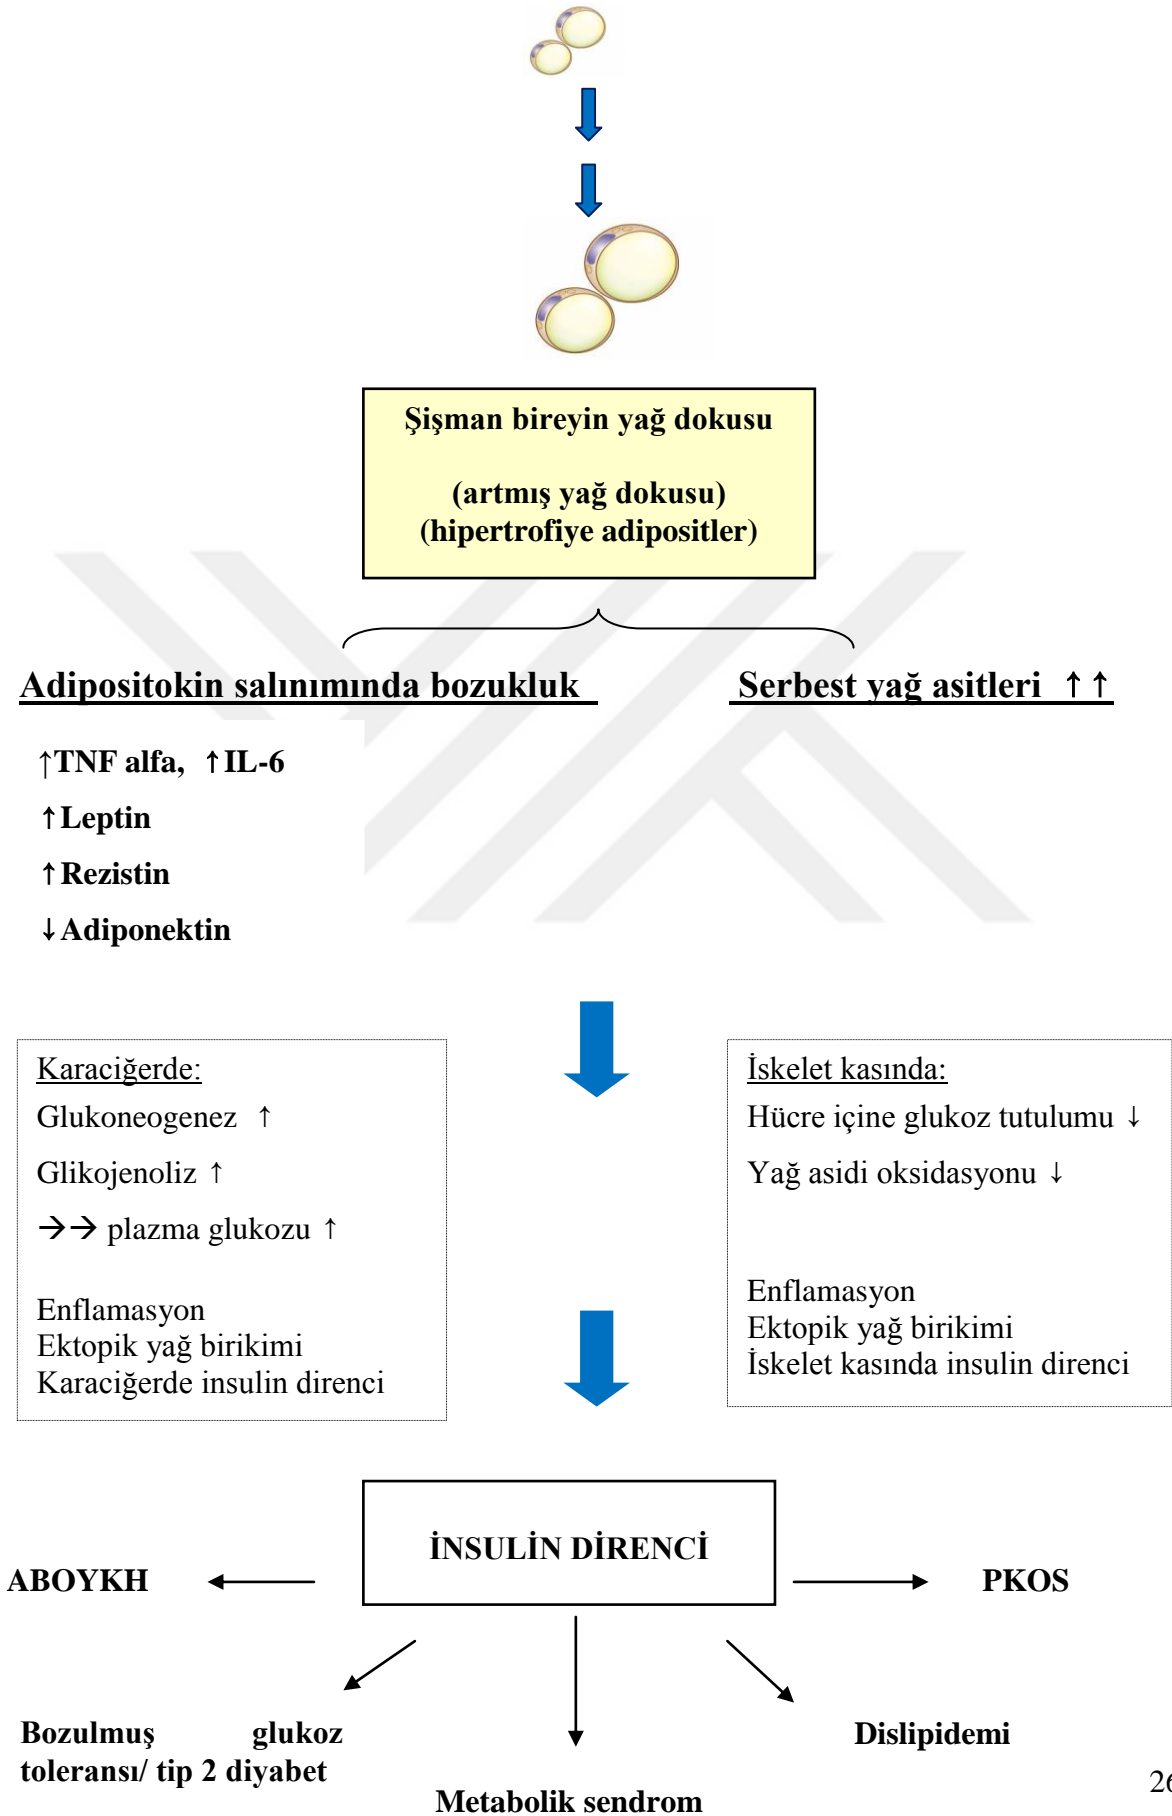 Şişman bireyin yağ dokusu
(artmış yağ dokusu)
(hipertrofiye adipositler)
Adipositokin salınımında bozukluk
Serbest yağ asitleri ↑↑
↑TNF alfa, ↑IL-6
↑Leptin
↑Rezistin
↓Adiponektin
Karaciğerde:
Glukoneogenez ↑
Glikojenoliz ↑
→→ plazma glukozu ↑
Enflamasyon
Ektopik yağ birikimi
Karaciğerde insulin direnci
İskelet kasında:
Hücre içine glukoz tutulumu ↓
Yağ asidi oksidasyonu ↓
Enflamasyon
Ektopik yağ birikimi
İskelet kasında insulin direnci
İNSULİN DİRENCİ
ABOYKH
PKOS
Bozulmuş glukoz
toleransı/ tip 2 diyabet
Dislipidemi
Metabolik sendrom
26